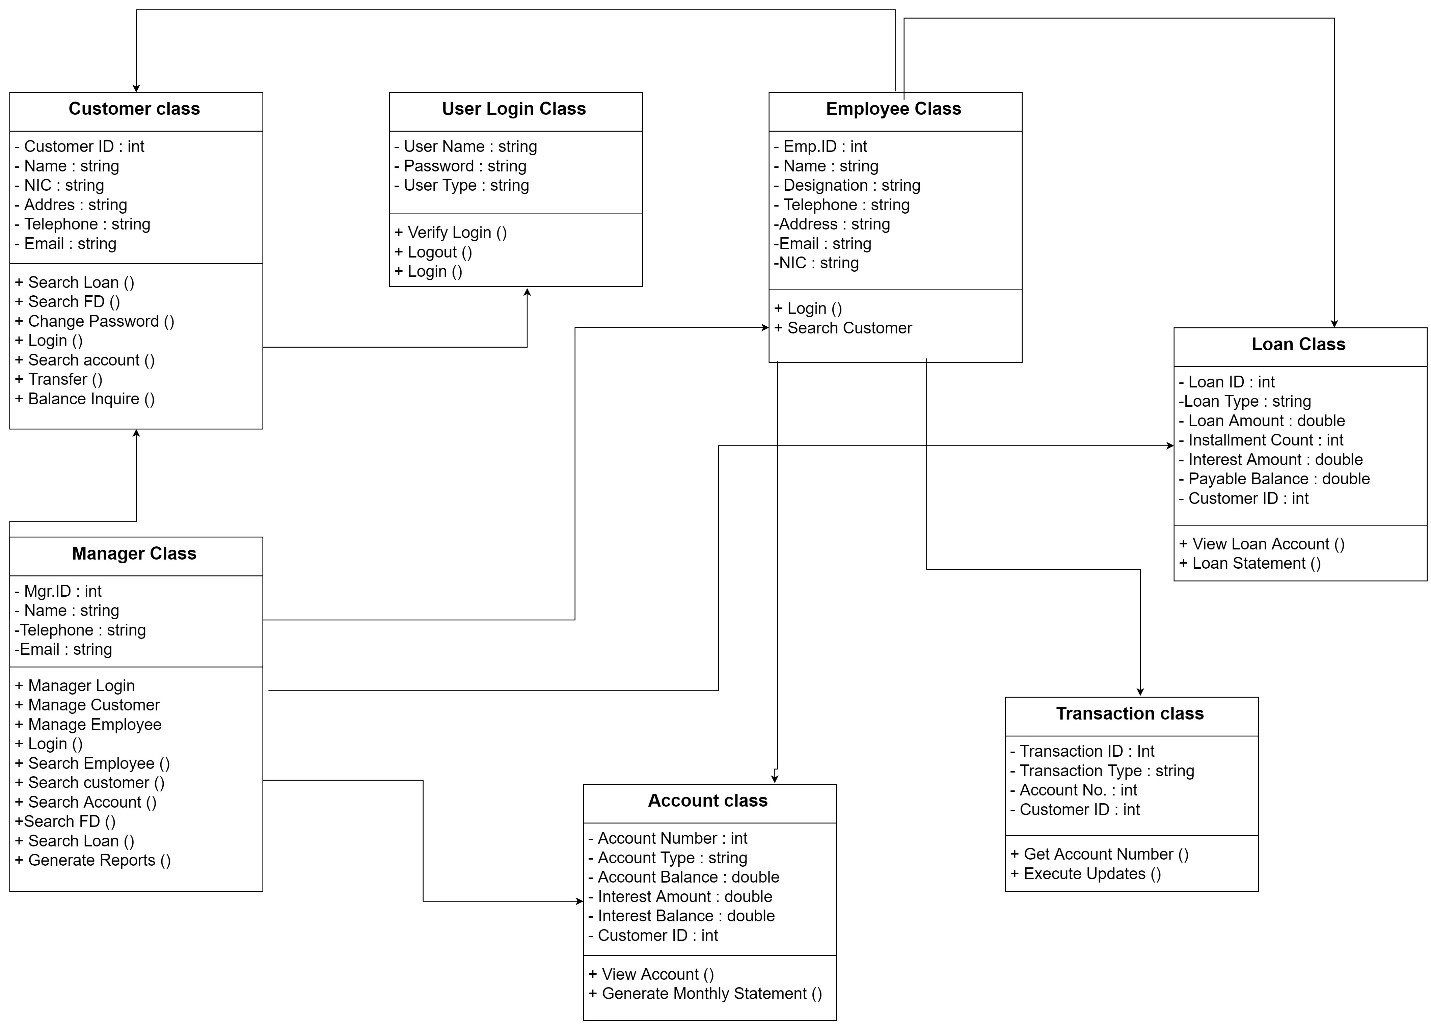 Customer class
- Customer ID : int
- Name : string
- NIC : string
- Addres : string
- Telephone : string
- Email : string
+ Search Loan ()
+ Search FD ()
+ Change Password ()
+ Login ()
+ Search account ()
+ Transfer ()
+ Balance Inquire ()
User Login Class
- User Name : string
- Password : string
- User Type : string
+ Verify Login ()
+ Logout ()
+ Login ()
Employee Class
- Emp.ID : int
- Name : string
- Designation : string
- Telephone : string
-Address : string
-Email : string
-NIC : string
+ Login ()
+ Search Customer
Loan Class
- Loan ID : int
-Loan Type : string
- Loan Amount : double
- Installment Count : int
- Interest Amount : double
- Payable Balance : double
- Customer ID : int
+ View Loan Account ()
+ Loan Statement ()
Manager Class
- Mgr.ID : int
- Name : string
-Telephone : string
-Email : string
+ Manager Login
+ Manage Customer
+ Manage Employee
+ Login ()
+ Search Employee ()
+ Search customer ()
+ Search Account ()
+Search FD ()
+ Search Loan ()
+ Generate Reports ()
Account class
- Account Number : int
- Account Type : string
- Account Balance : double
- Interest Amount : double
- Interest Balance : double
- Customer ID : int
+ View Account ()
+ Generate Monthly Statement ()
Transaction class
- Transaction ID : Int
- Transaction Type : string
- Account No. : int
- Customer ID : int
+ Get Account Number ()
+ Execute Updates ()